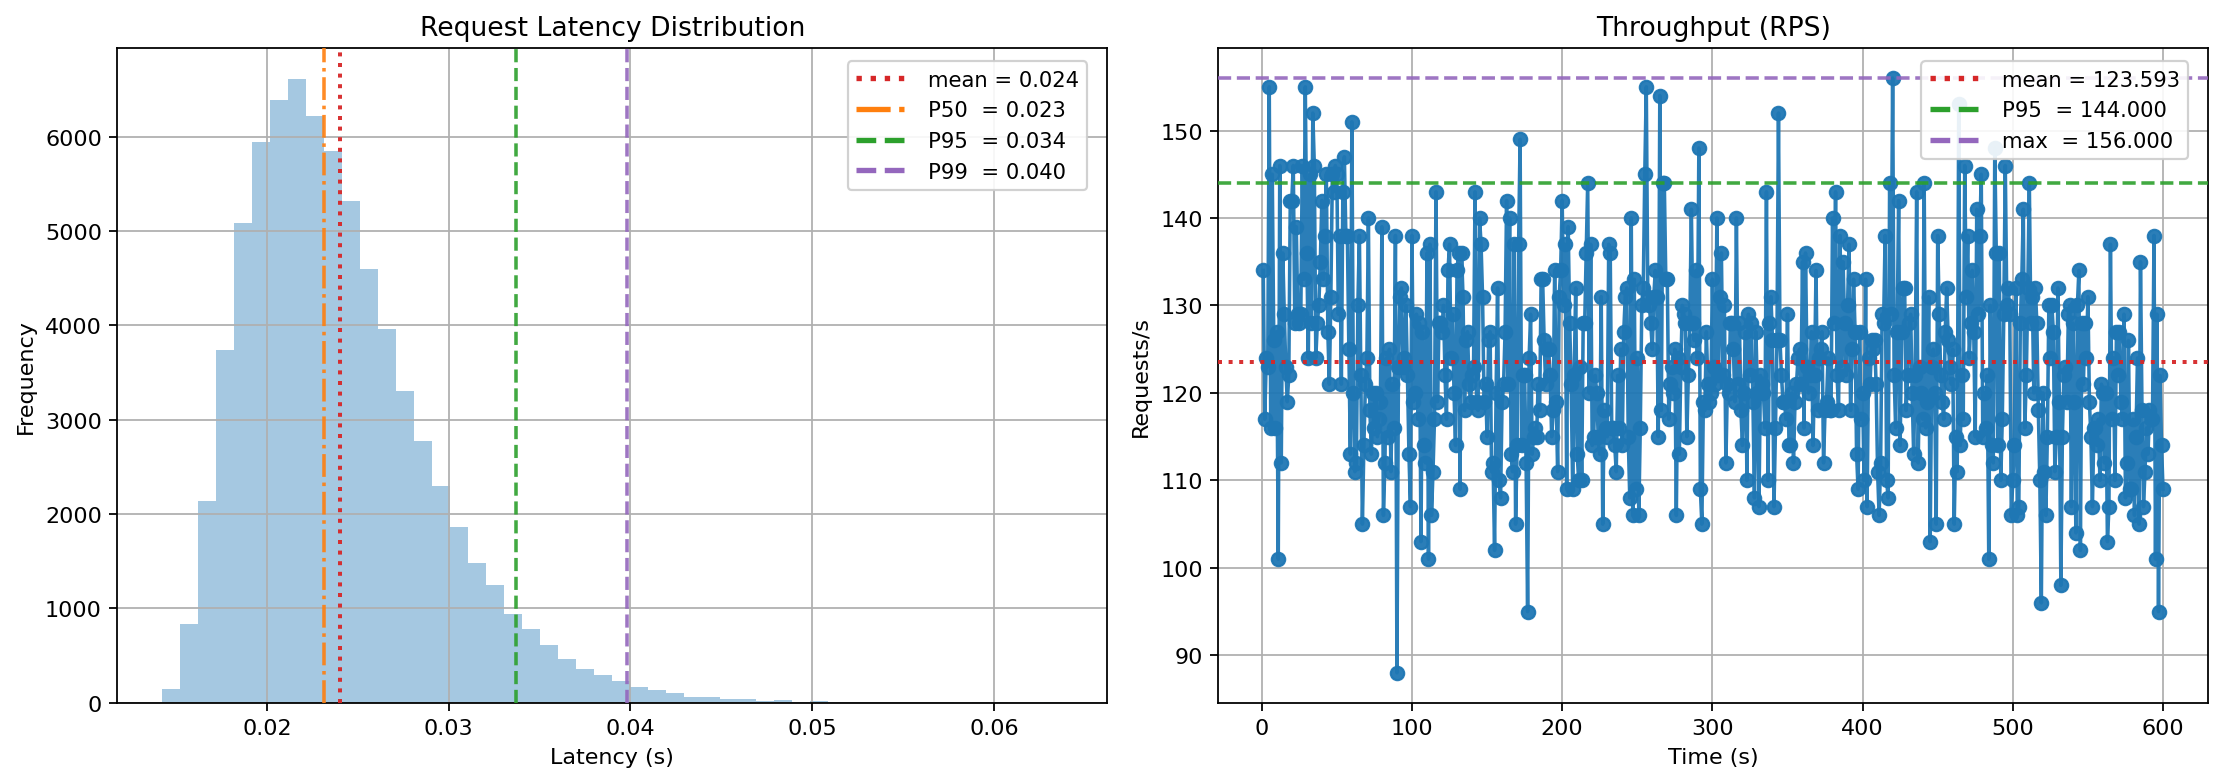 Request Latency Distribution
mean = 0.024
P50 = 0.023
P95 = 0.034
P99 = 0.040
Frequency
6000
5000
4000
3000
2000
1000
0
0.02 0.03 0.04 0.05 0.06
Latency (s)
Throughput (RPS)
mean = 123.593
P95 = 144.000
max = 156.000
Requests/s
150
140
130
120
110
100
90
0 100 200 300 400 500 600
Time (s)